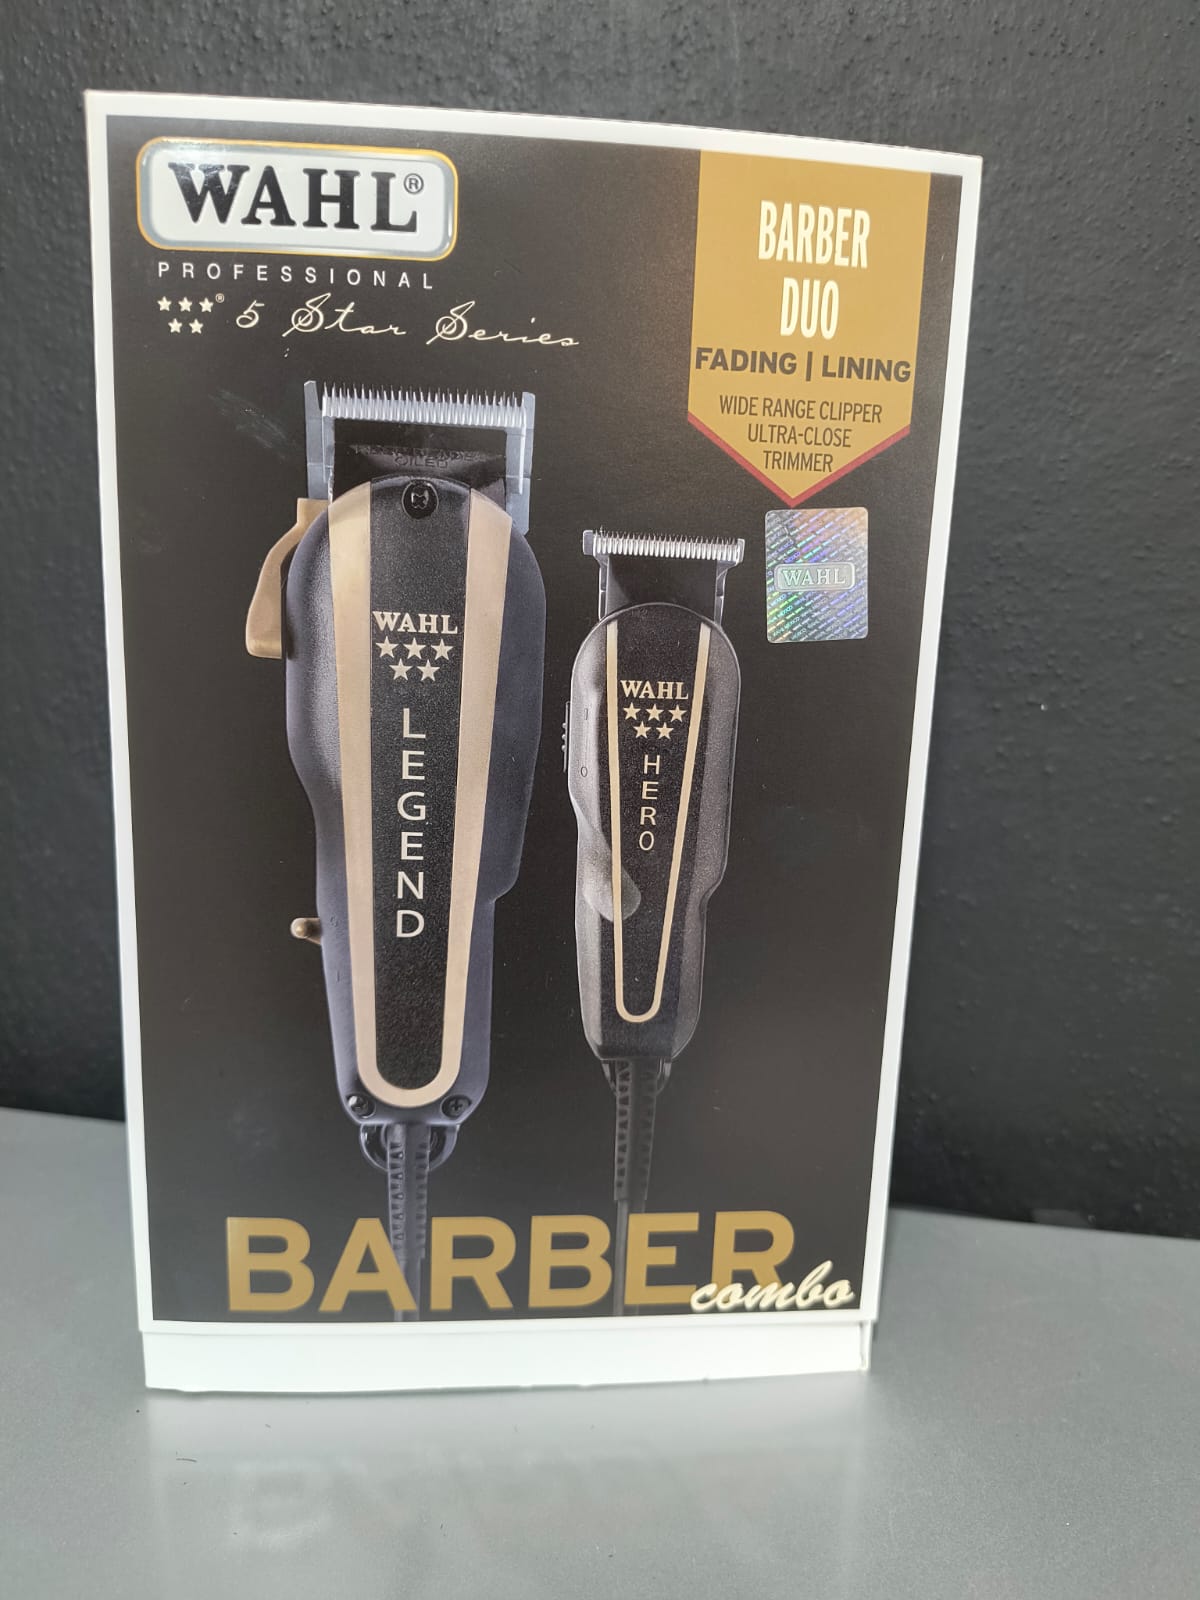 WAHL®
PROFESSIONAL
® 5 Star Series
BARBER
DUO
FADING | LINING
WIDE RANGE CLIPPER
ULTRA-CLOSE
TRIMMER
OILED
WAHL
WAHL
LEGEND
WAHL
HERO
BARBER
combo